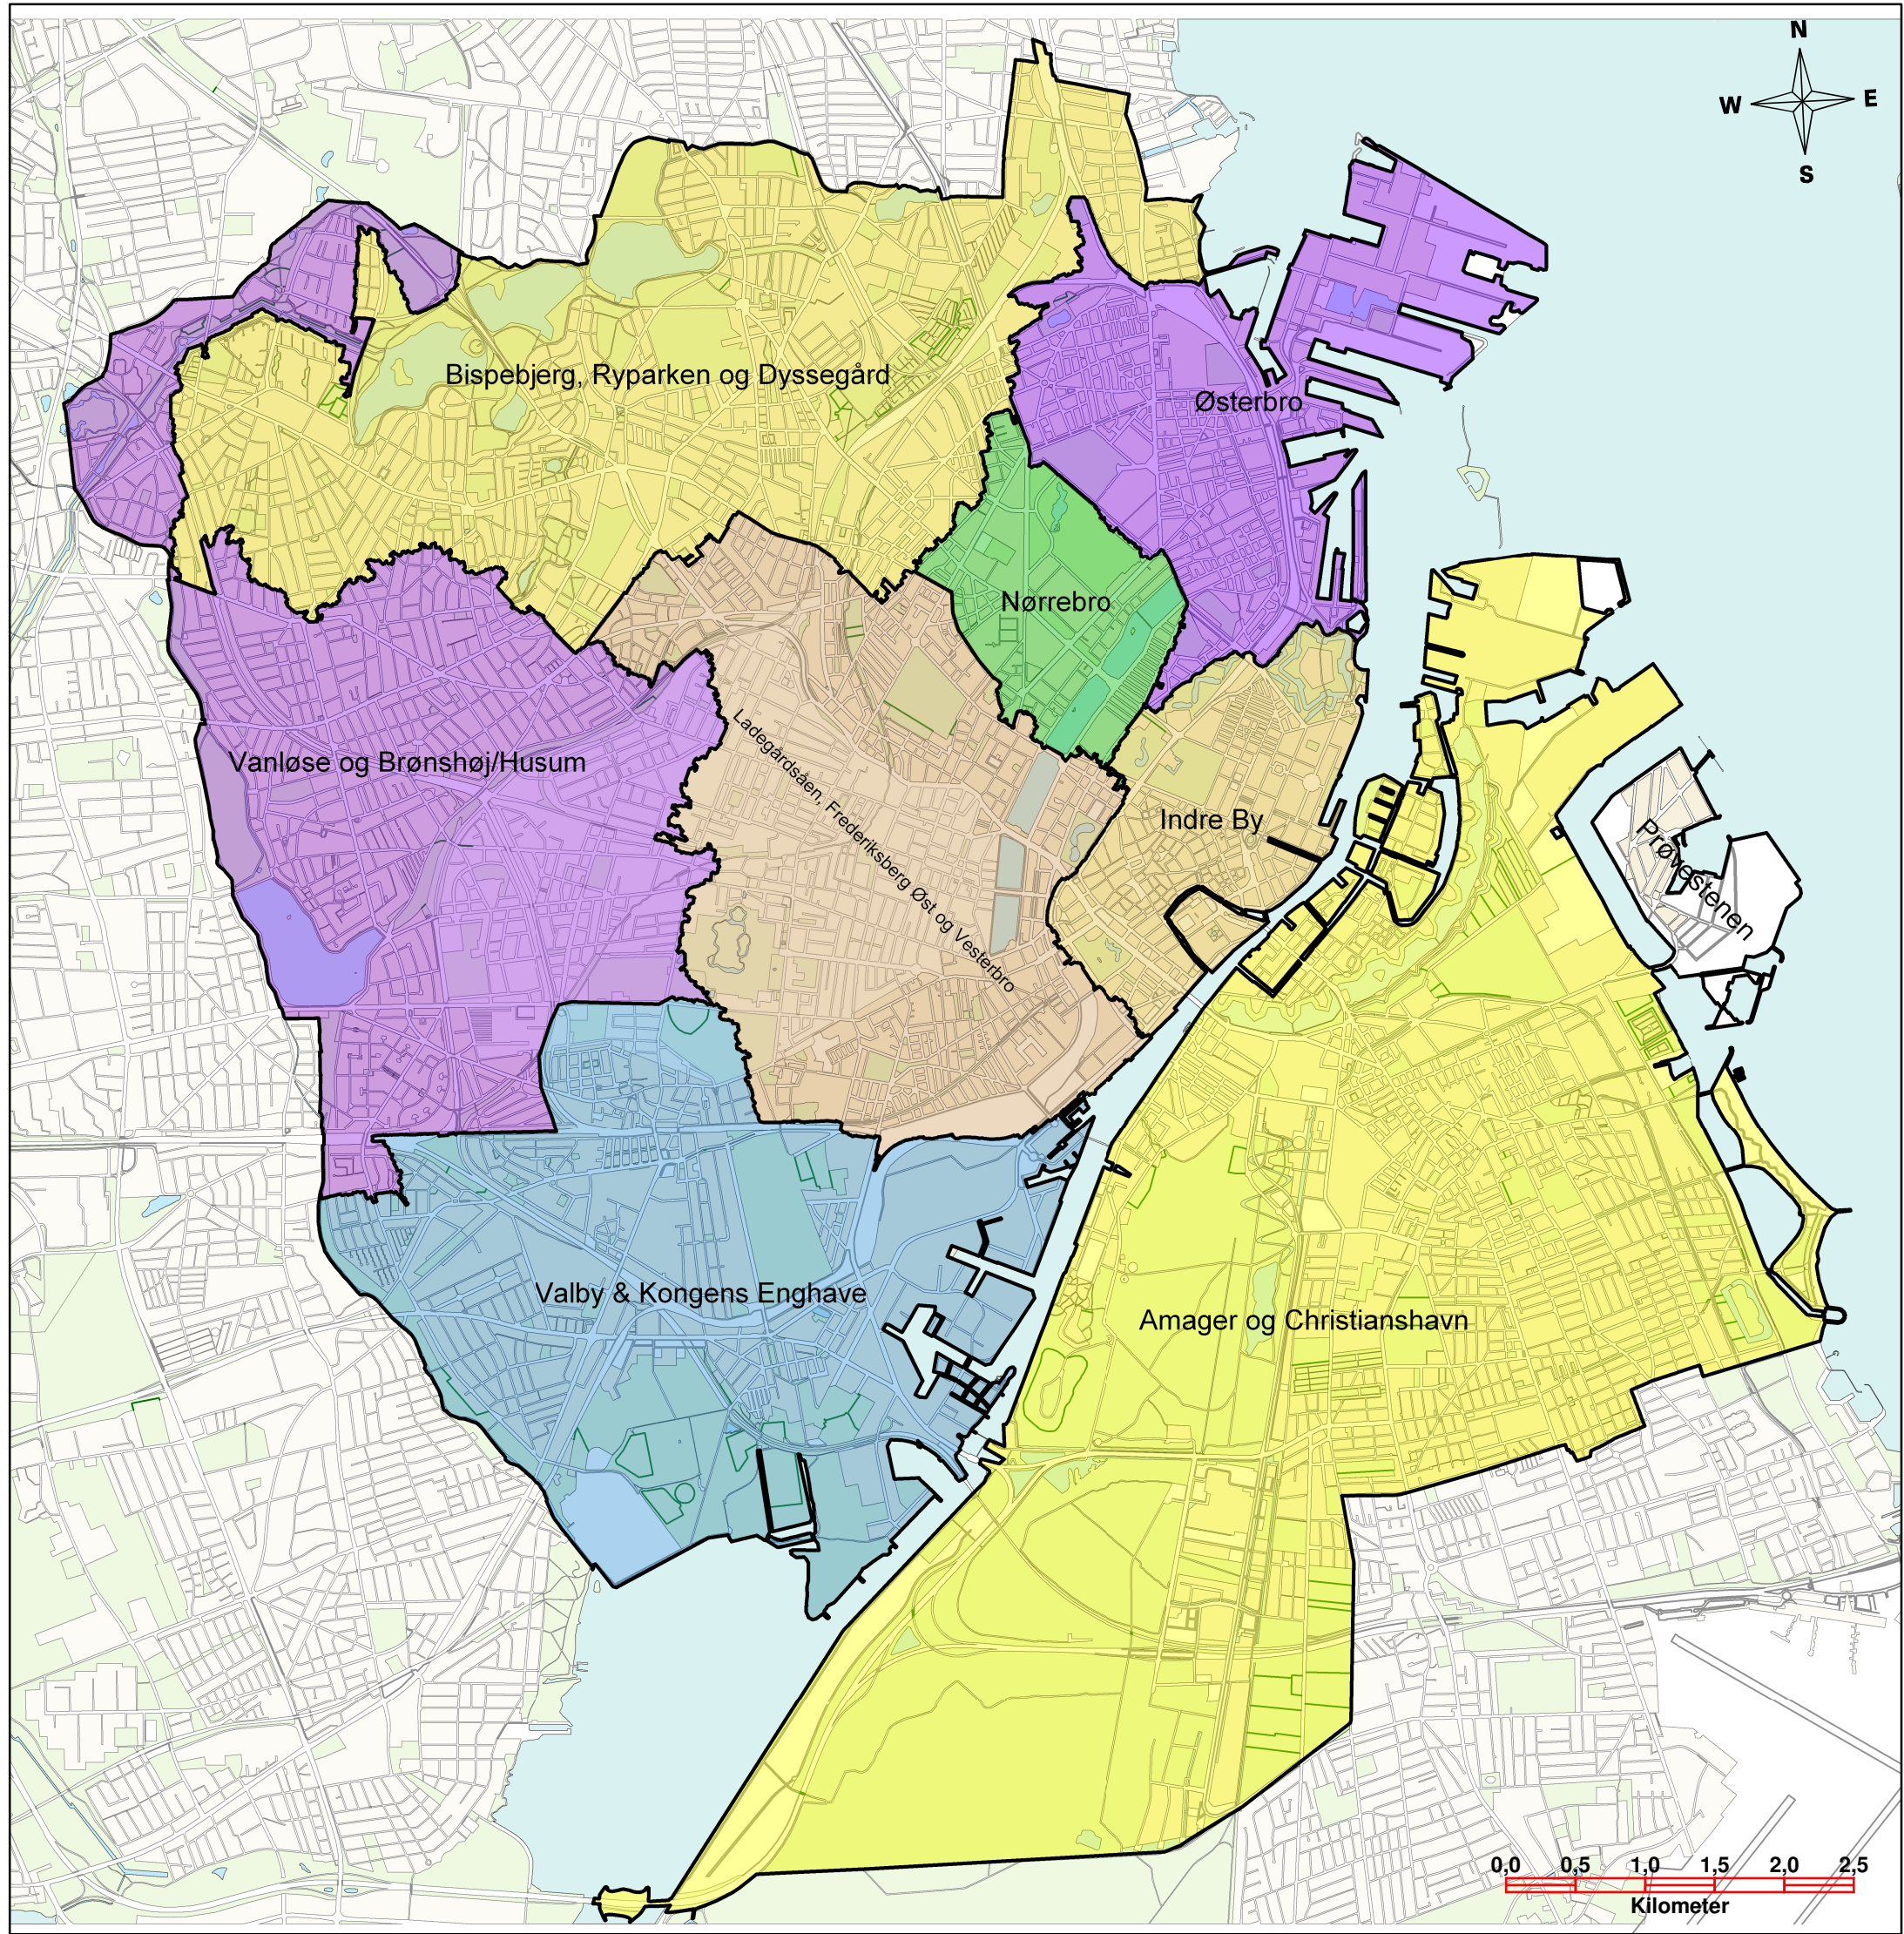 N
W E
S
Bispebjerg, Ryparken og Dyssegård
Østerbro
Nørrebro
Ladegårdsåen, Frederiksberg Øst og Vesterbro
Vanløse og Brønshøj/Husum
Indre By
Prøvestenen
Valby & Kongens Enghave
Amager og Christianshavn
0,0 0,5 1,0 1,5 2,0 2,5
Kilometer